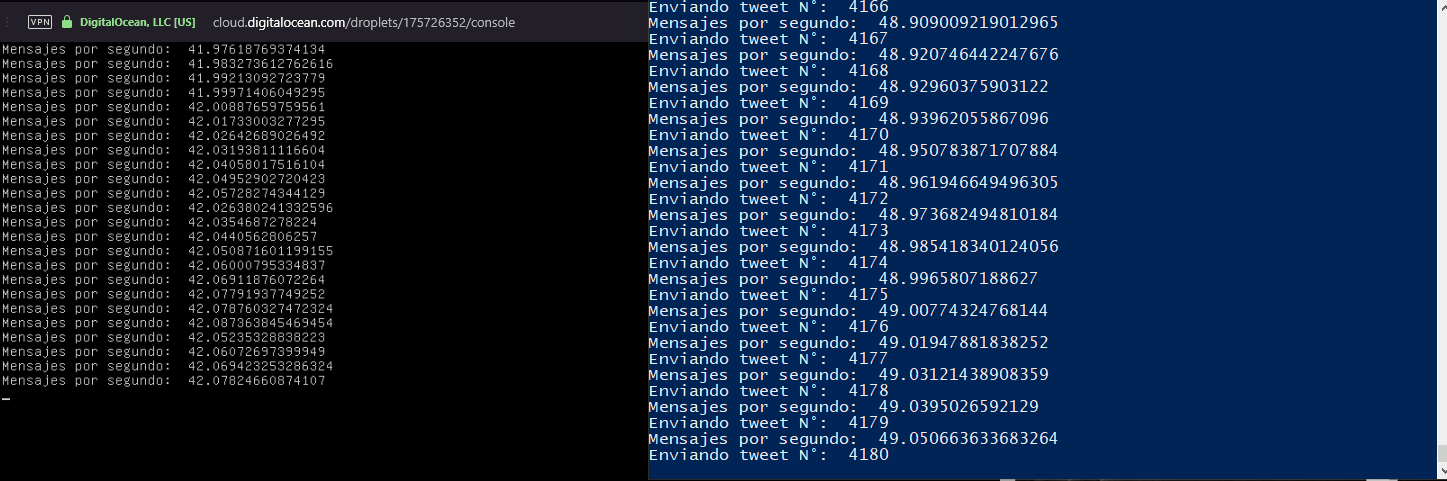 VPN DigitalOcean, LLC [US] cloud.digitalocean.com/droplets/175726352/console
Mensajes por segundo: 41.97618769374134
Mensajes por segundo: 41.983273612762616
Mensajes por segundo: 41.99213092723779
Mensajes por segundo: 41.99971406049295
Mensajes por segundo: 42.00887659759561
Mensajes por segundo: 42.01733003277295
Mensajes por segundo: 42.02642689026492
Mensajes por segundo: 42.03193811116604
Mensajes por segundo: 42.04058017516104
Mensajes por segundo: 42.04952902720423
Mensajes por segundo: 42.05728274344129
Mensajes por segundo: 42.026380241332596
Mensajes por segundo: 42.0354687278224
Mensajes por segundo: 42.0440562806257
Mensajes por segundo: 42.050871601199155
Mensajes por segundo: 42.06000795334837
Mensajes por segundo: 42.06911876072264
Mensajes por segundo: 42.07791937749252
Mensajes por segundo: 42.078760327472324
Mensajes por segundo: 42.087363845469454
Mensajes por segundo: 42.05235328838223
Mensajes por segundo: 42.06072697399949
Mensajes por segundo: 42.069423253286324
Mensajes por segundo: 42.07824660874107
Enviando tweet N°: 4166
Mensajes por segundo: 48.909009219012965
Enviando tweet N°: 4167
Mensajes por segundo: 48.920746442247676
Enviando tweet N°: 4168
Mensajes por segundo: 48.92960375903122
Enviando tweet N°: 4169
Mensajes por segundo: 48.93962055867096
Enviando tweet N°: 4170
Mensajes por segundo: 48.950783871707884
Enviando tweet N°: 4171
Mensajes por segundo: 48.961946649496305
Enviando tweet N°: 4172
Mensajes por segundo: 48.973682494810184
Enviando tweet N°: 4173
Mensajes por segundo: 48.985418340124056
Enviando tweet N°: 4174
Mensajes por segundo: 48.9965807188627
Enviando tweet N°: 4175
Mensajes por segundo: 49.00774324768144
Enviando tweet N°: 4176
Mensajes por segundo: 49.01947881838252
Enviando tweet N°: 4177
Mensajes por segundo: 49.03121438908359
Enviando tweet N°: 4178
Mensajes por segundo: 49.0395026592129
Enviando tweet N°: 4179
Mensajes por segundo: 49.050663633683264
Enviando tweet N°: 4180